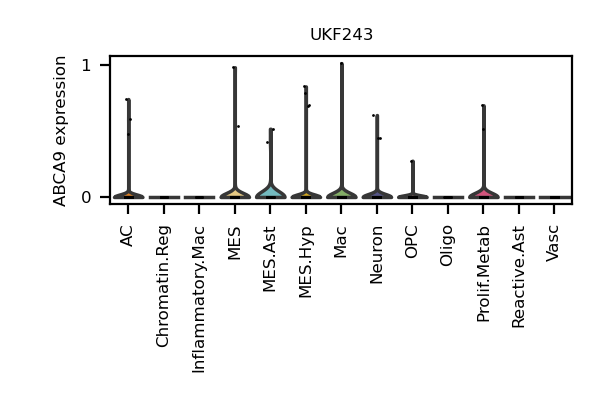 UKF243
ABCA9 expression
1
0
AC
Chromatin.Reg
Inflammatory.Mac
MES
MES.Ast
MES.Hyp
Mac
Neuron
OPC
Oligo
Prolif.Metab
Reactive.Ast
Vasc